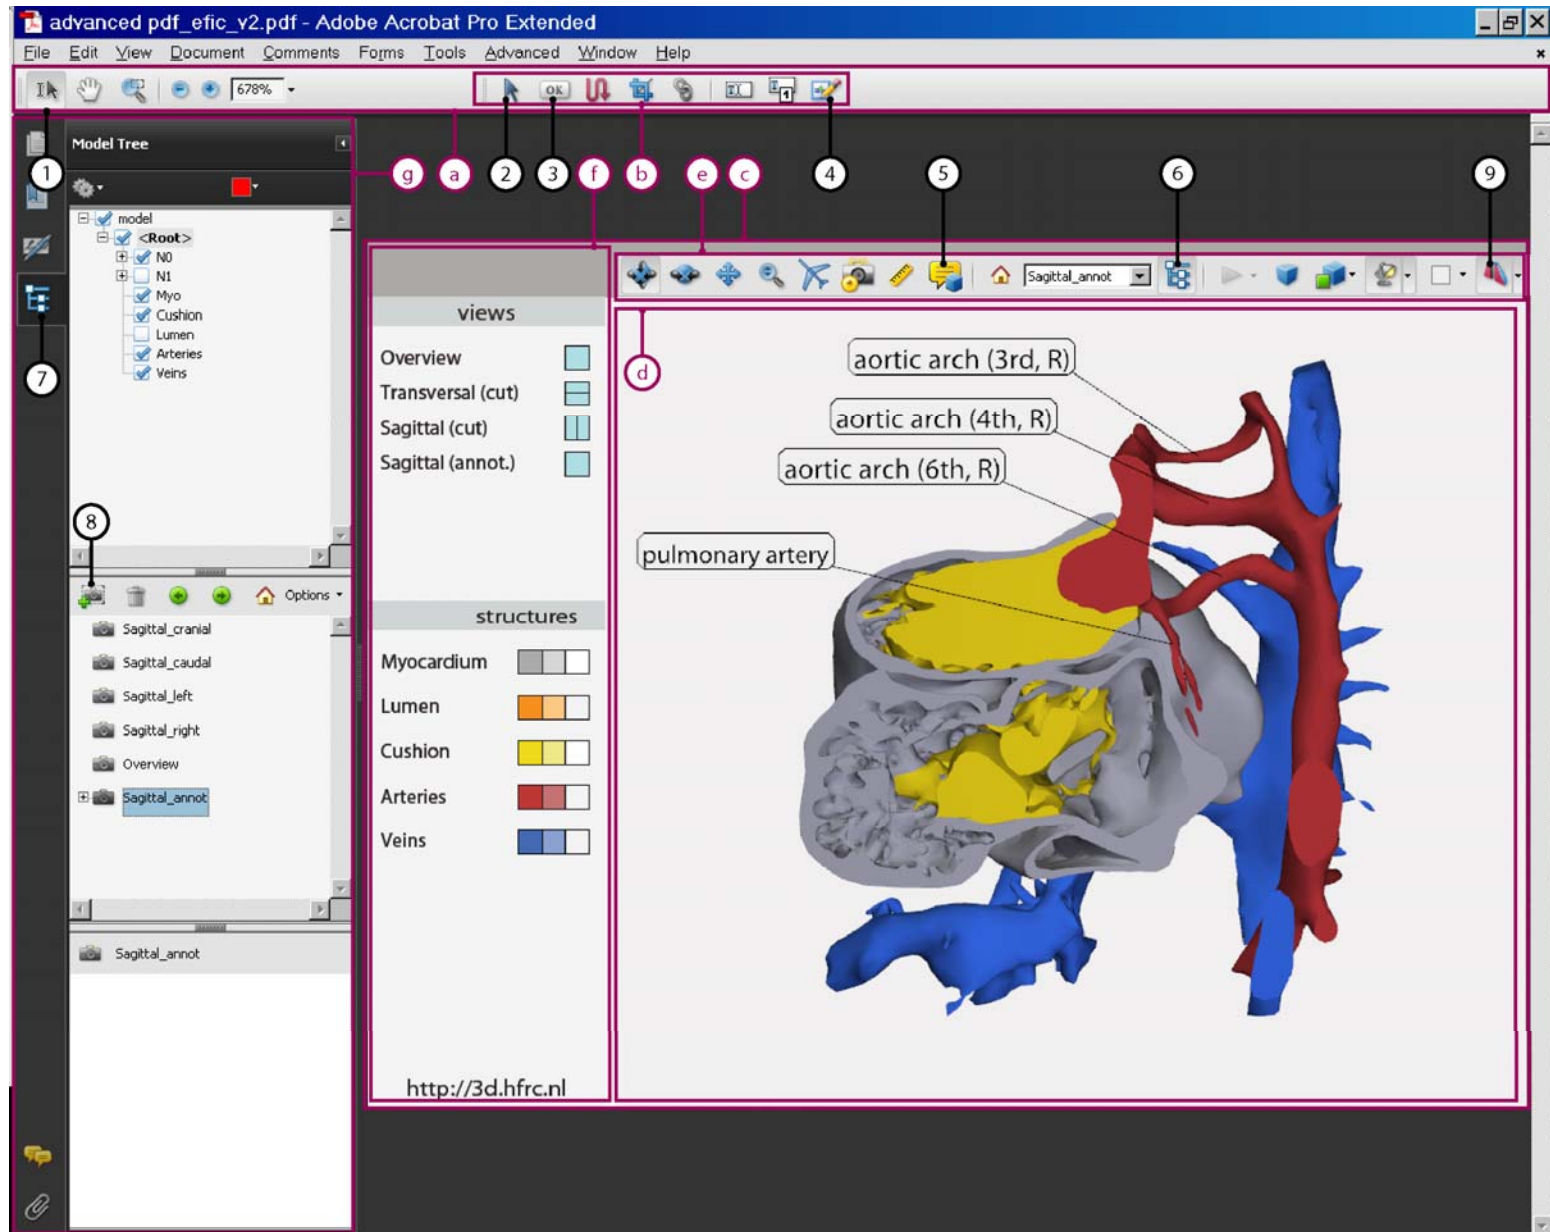 advanced pdf_efic_v2.pdf - Adobe Acrobat Pro Extended
File Edit View Document Comments Forms Tools Advanced Window Help
678%
OK
1
Model Tree
1 g a 2 3 f b e c 4 5 6 9
model
<Root>
N0
N1
Myo
Cushion
Lumen
Arteries
Veins
7
8
Options
Sagittal_cranial
Sagittal_caudal
Sagittal_left
Sagittal_right
Overview
Sagittal_annot
Sagittal_annot
views
Overview
Transversal (cut)
Sagittal (cut)
Sagittal (annot.)
structures
Myocardium
Lumen
Cushion
Arteries
Veins
http://3d.hfrc.nl
Sagittal_annot
d
aortic arch (3rd, R)
aortic arch (4th, R)
aortic arch (6th, R)
pulmonary artery